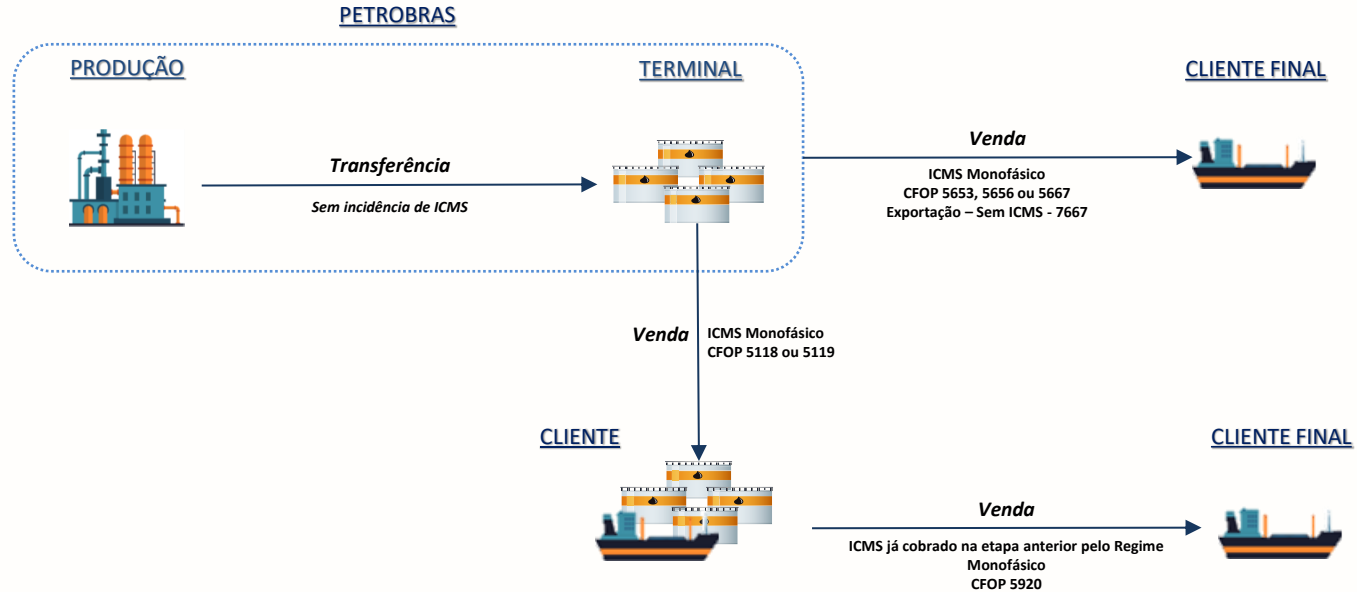 PETROBRAS
PRODUÇÃO
TERMINAL
CLIENTE FINAL
Transferência
Sem incidência de ICMS
Venda
ICMS Monofásico
CFOP 5653, 5656 ou 5667
Exportação – Sem ICMS - 7667
Venda
ICMS Monofásico
CFOP 5118 ou 5119
CLIENTE
CLIENTE FINAL
Venda
ICMS já cobrado na etapa anterior pelo Regime
Monofásico
CFOP 5920